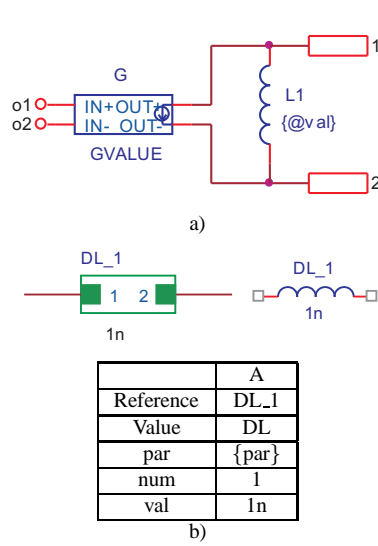 G
1
o1 IN+ OUT+
o2 IN- OUT-
L1
{@val}
GVALUE
2
a)
DL_1 DL_1
1 2
1n 1n
A
Reference DL_1
Value DL
par {par}
num 1
val 1n
b)